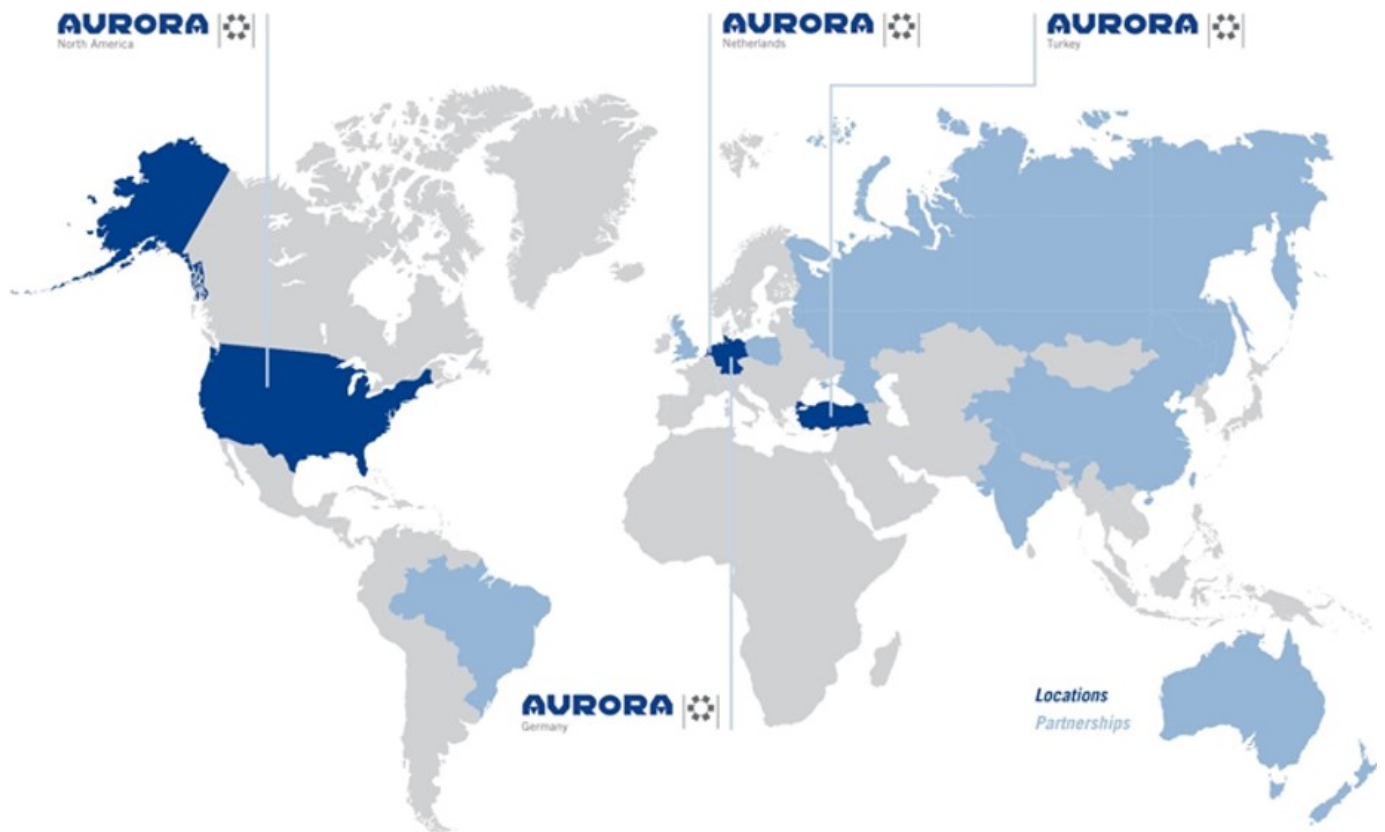 AURORA
North America
AURORA
Netherlands
AURORA
Turkey
AURORA
Germany
Locations
Partnerships